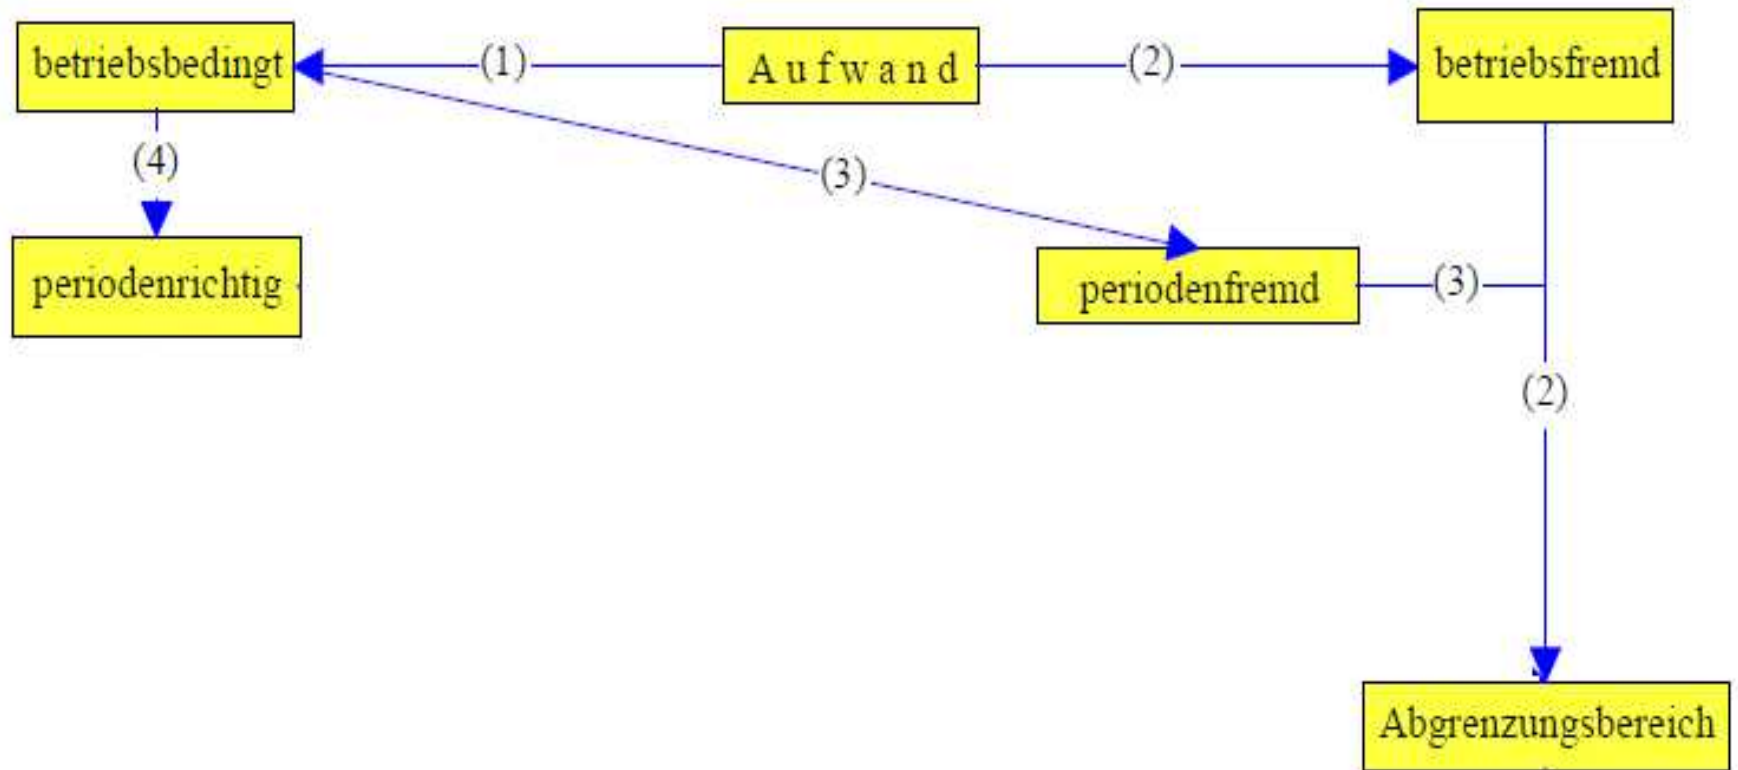 betriebsbedingt
(1)
A u f w a n d
(2)
betriebsfremd
(4)
(3)
periodenrichtig
periodenfremd
(3)
(2)
Abgrenzungsbereich